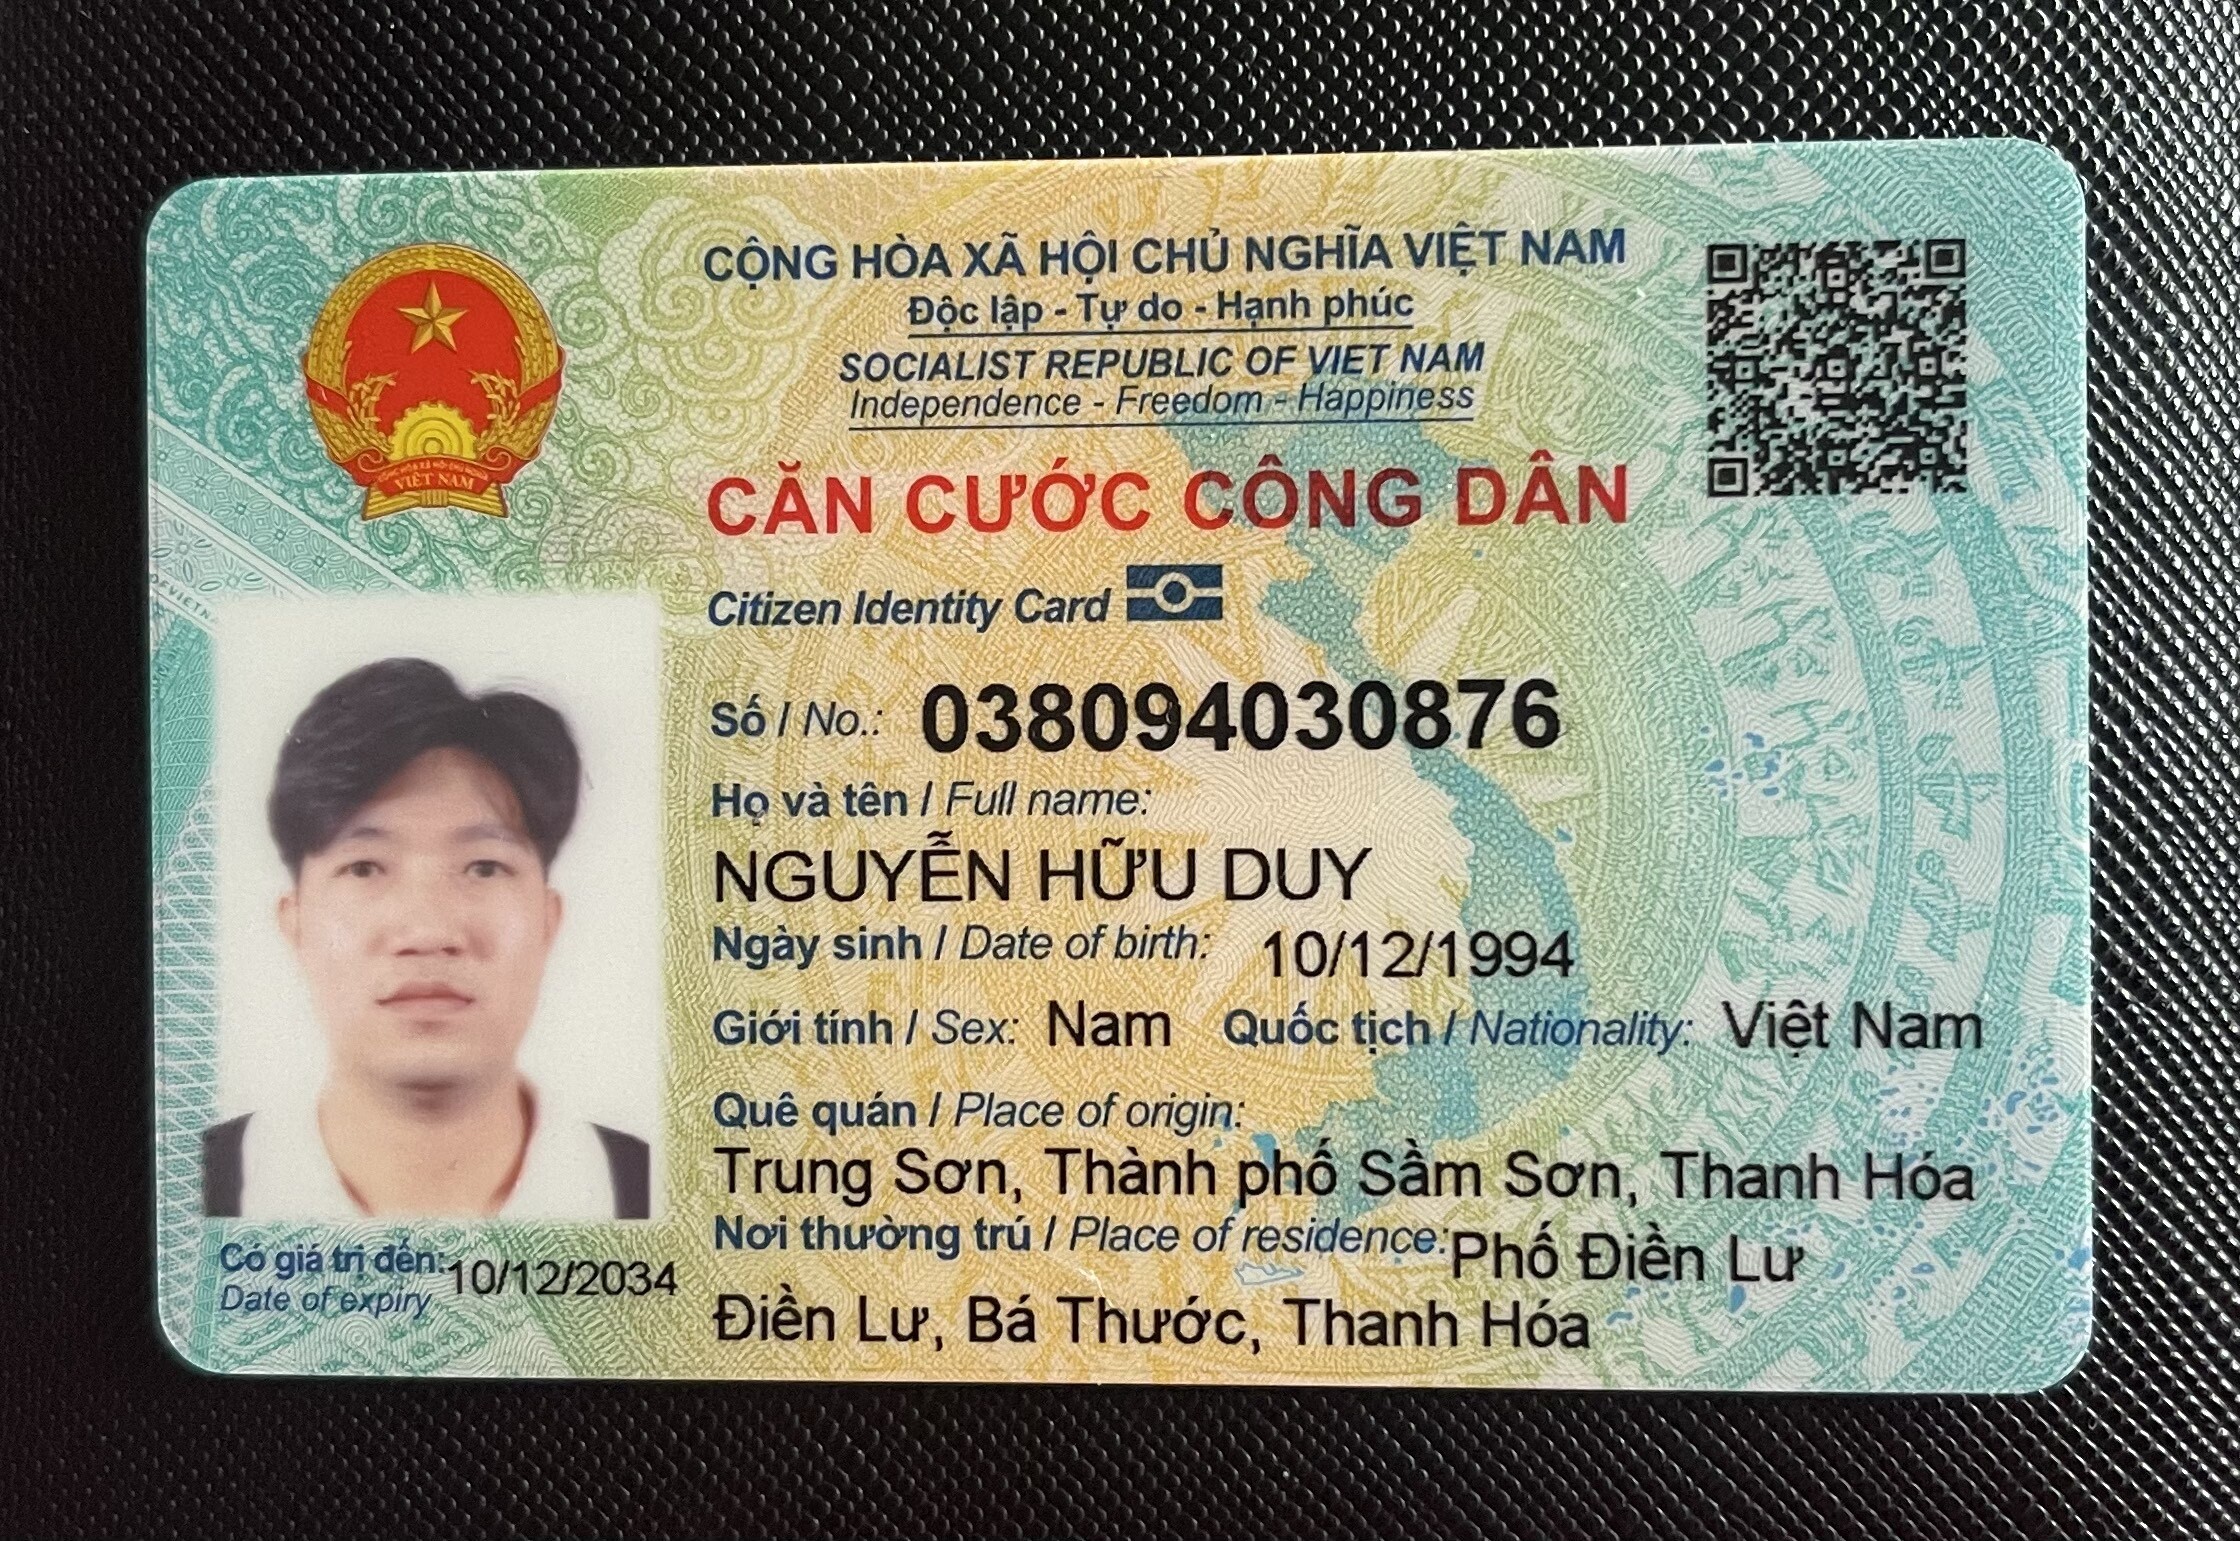 CỘNG HÒA XÃ HỘI CHỦ NGHĨA VIỆT NAM
Độc lập - Tự do - Hạnh phúc
SOCIALIST REPUBLIC OF VIET NAM
Independence - Freedom - Happiness
CĂN CƯỚC CÔNG DÂN
Citizen Identity Card
Số / No.: 038094030876
Họ và tên / Full name:
NGUYỄN HỮU DUY
Ngày sinh / Date of birth: 10/12/1994
Giới tính / Sex: Nam Quốc tịch / Nationality: Việt Nam
Quê quán / Place of origin:
Trung Sơn, Thành phố Sầm Sơn, Thanh Hóa
Nơi thường trú / Place of residence: Phố Điền Lư
Điền Lư, Bá Thước, Thanh Hóa
Có giá trị đến: 10/12/2034
Date of expiry
VIỆT NAM